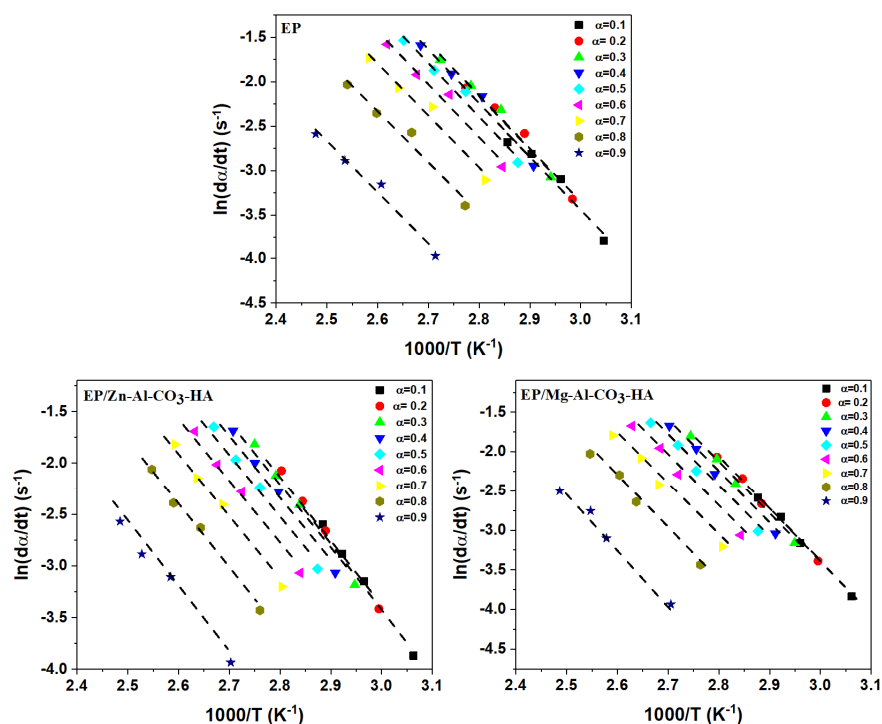 EP
α=0.1
α= 0.2
α=0.3
α=0.4
α=0.5
α=0.6
α=0.7
α=0.8
α=0.9
-1.5
-2.0
-2.5
-3.0
-3.5
-4.0
-4.5
ln(dα/dt) (s⁻¹)
2.4 2.5 2.6 2.7 2.8 2.9 3.0 3.1
1000/T (K⁻¹)
EP/Zn-Al-CO₃-HA
α=0.1
α= 0.2
α=0.3
α=0.4
α=0.5
α=0.6
α=0.7
α=0.8
α=0.9
-1.5
-2.0
-2.5
-3.0
-3.5
-4.0
ln(dα/dt) (s⁻¹)
2.4 2.5 2.6 2.7 2.8 2.9 3.0 3.1
1000/T (K⁻¹)
EP/Mg-Al-CO₃-HA
α=0.1
α= 0.2
α=0.3
α=0.4
α=0.5
α=0.6
α=0.7
α=0.8
α=0.9
-1.5
-2.0
-2.5
-3.0
-3.5
-4.0
-4.5
ln(dα/dt) (s⁻¹)
2.4 2.5 2.6 2.7 2.8 2.9 3.0 3.1
1000/T (K⁻¹)